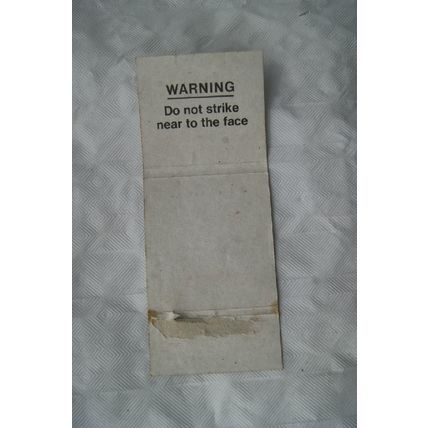 WARNING
Do not strike
near to the face